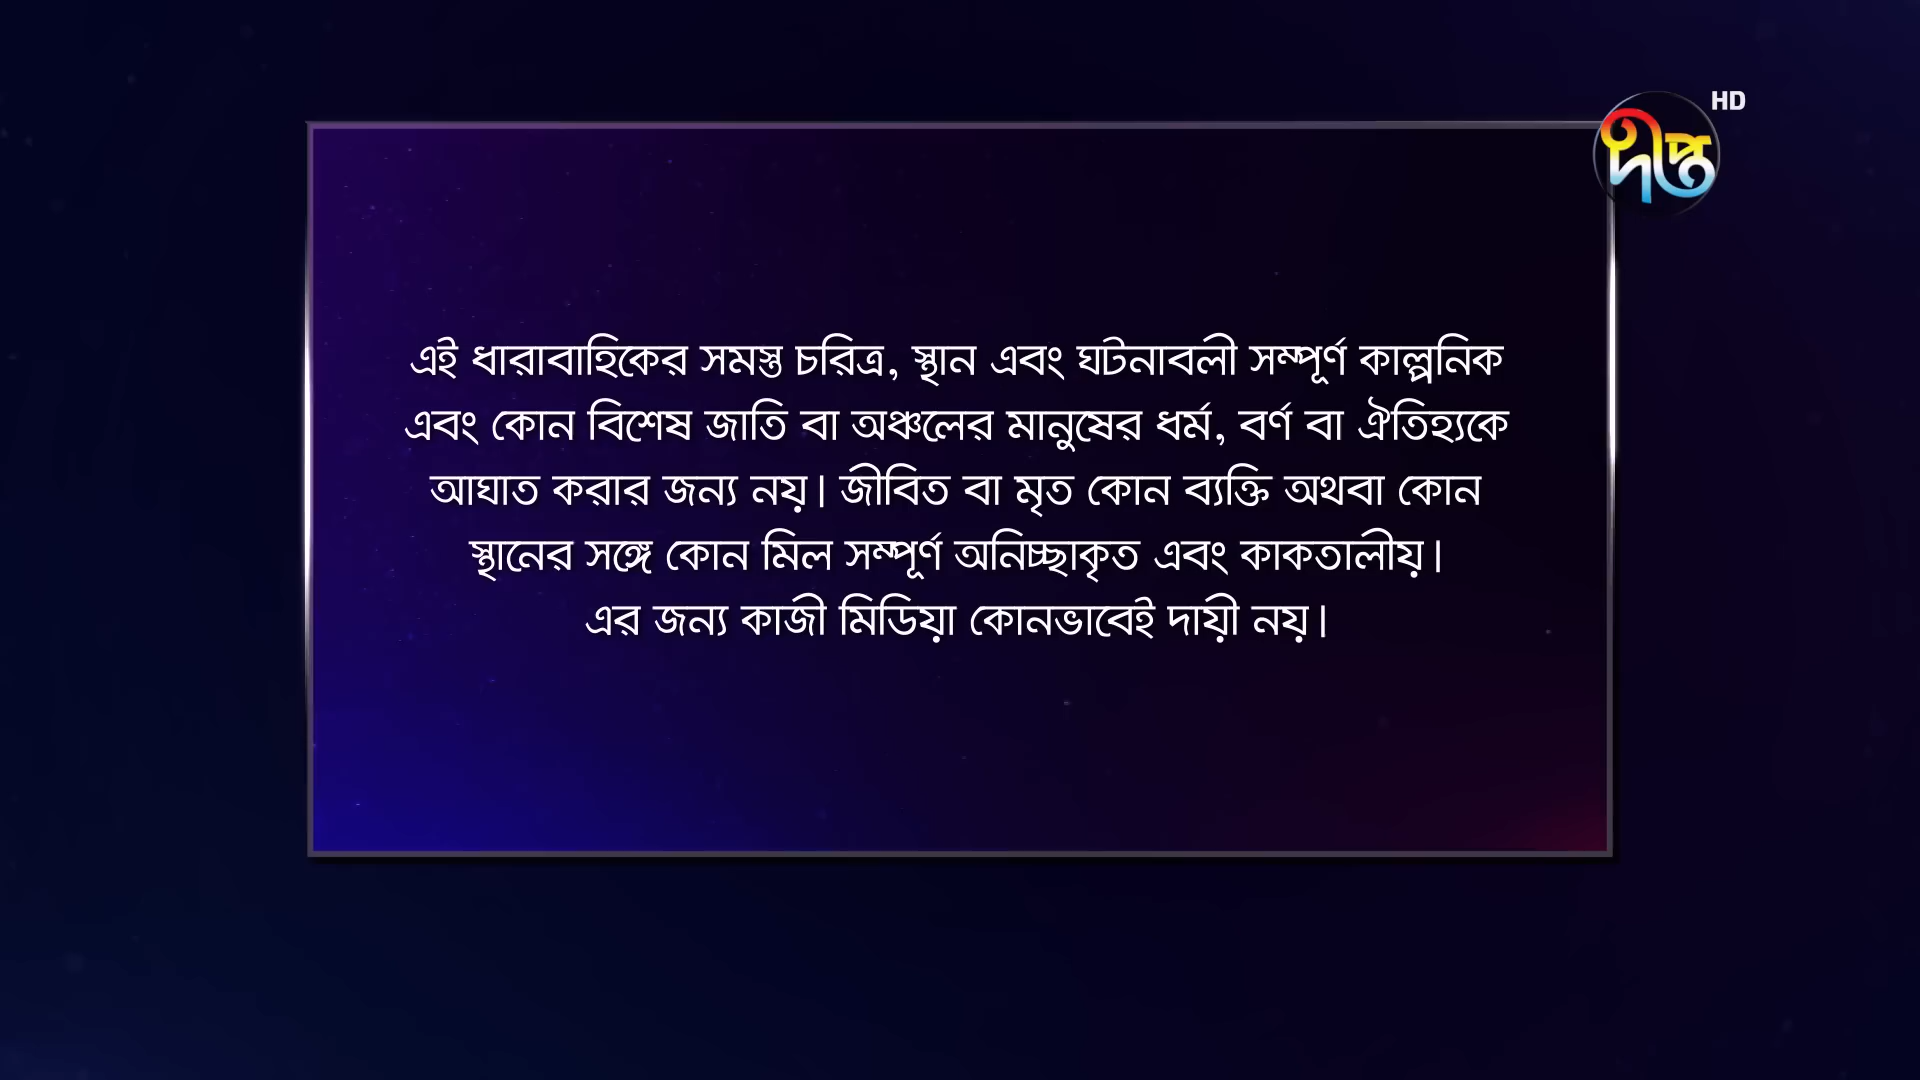 HD
দীপ্ত
এই ধারাবাহিকের সমস্ত চরিত্র, স্থান এবং ঘটনাবলী সম্পূর্ণ কাল্পনিক
এবং কোন বিশেষ জাতি বা অঞ্চলের মানুষের ধর্ম, বর্ণ বা ঐতিহ্যকে
আঘাত করার জন্য নয়। জীবিত বা মৃত কোন ব্যক্তি অথবা কোন
স্থানের সঙ্গে কোন মিল সম্পূর্ণ অনিচ্ছাকৃত এবং কাকতালীয়।
এর জন্য কাজী মিডিয়া কোনভাবেই দায়ী নয়।